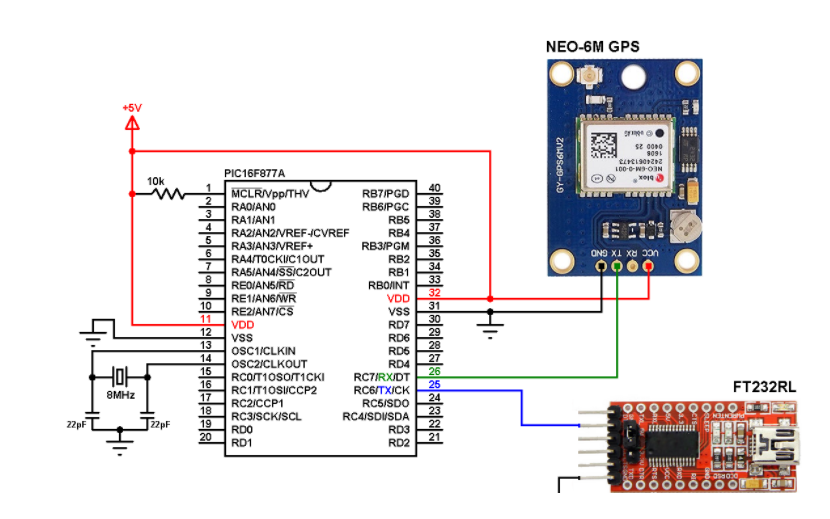 NEO-6M GPS
+5V
PIC16F877A
10k
1 MCLR/Vpp/THV RB7/PGD 40
2 RA0/AN0 RB6/PGC 39
3 RA1/AN1 RB5 38
4 RA2/AN2/VREF-/CVREF RB4 37
5 RA3/AN3/VREF+ RB3/PGM 36
6 RA4/T0CKI/C1OUT RB2 35
7 RA5/AN4/SS/C2OUT RB1 34
8 RE0/AN5/RD RB0/INT 33
9 RE1/AN6/WR VDD 32
10 RE2/AN7/CS VSS 31
11 VDD RD7 30
12 VSS RD6 29
13 OSC1/CLKIN RD5 28
14 OSC2/CLKOUT RD4 27
15 RC0/T1OSO/T1CKI RC7/RX/DT 26
16 RC1/T1OSI/CCP2 RC6/TX/CK 25
17 RC2/CCP1 RC5/SDO 24
18 RC3/SCK/SCL RC4/SDI/SDA 23
19 RD0 RD3 22
20 RD1 RD2 21
8MHz
22pF 22pF
GY-GPS6MV2
blox
NEO-6M-0-001
24240613473
1606
0400 25
GND TX RX VCC
FT232RL